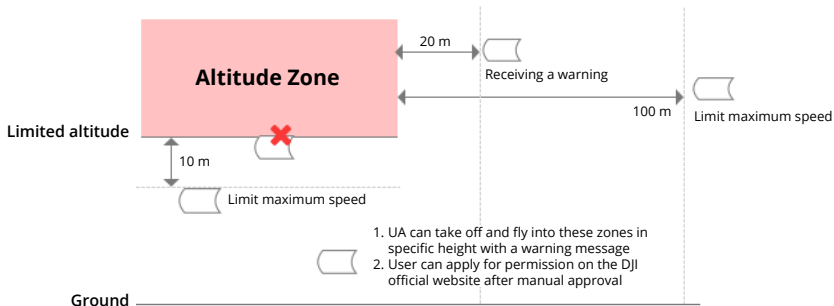 20 m
Receiving a warning
Altitude Zone
100 m
Limit maximum speed
Limited altitude
10 m
Limit maximum speed
1. UA can take off and fly into these zones in
specific height with a warning message
2. User can apply for permission on the DJI
official website after manual approval
Ground